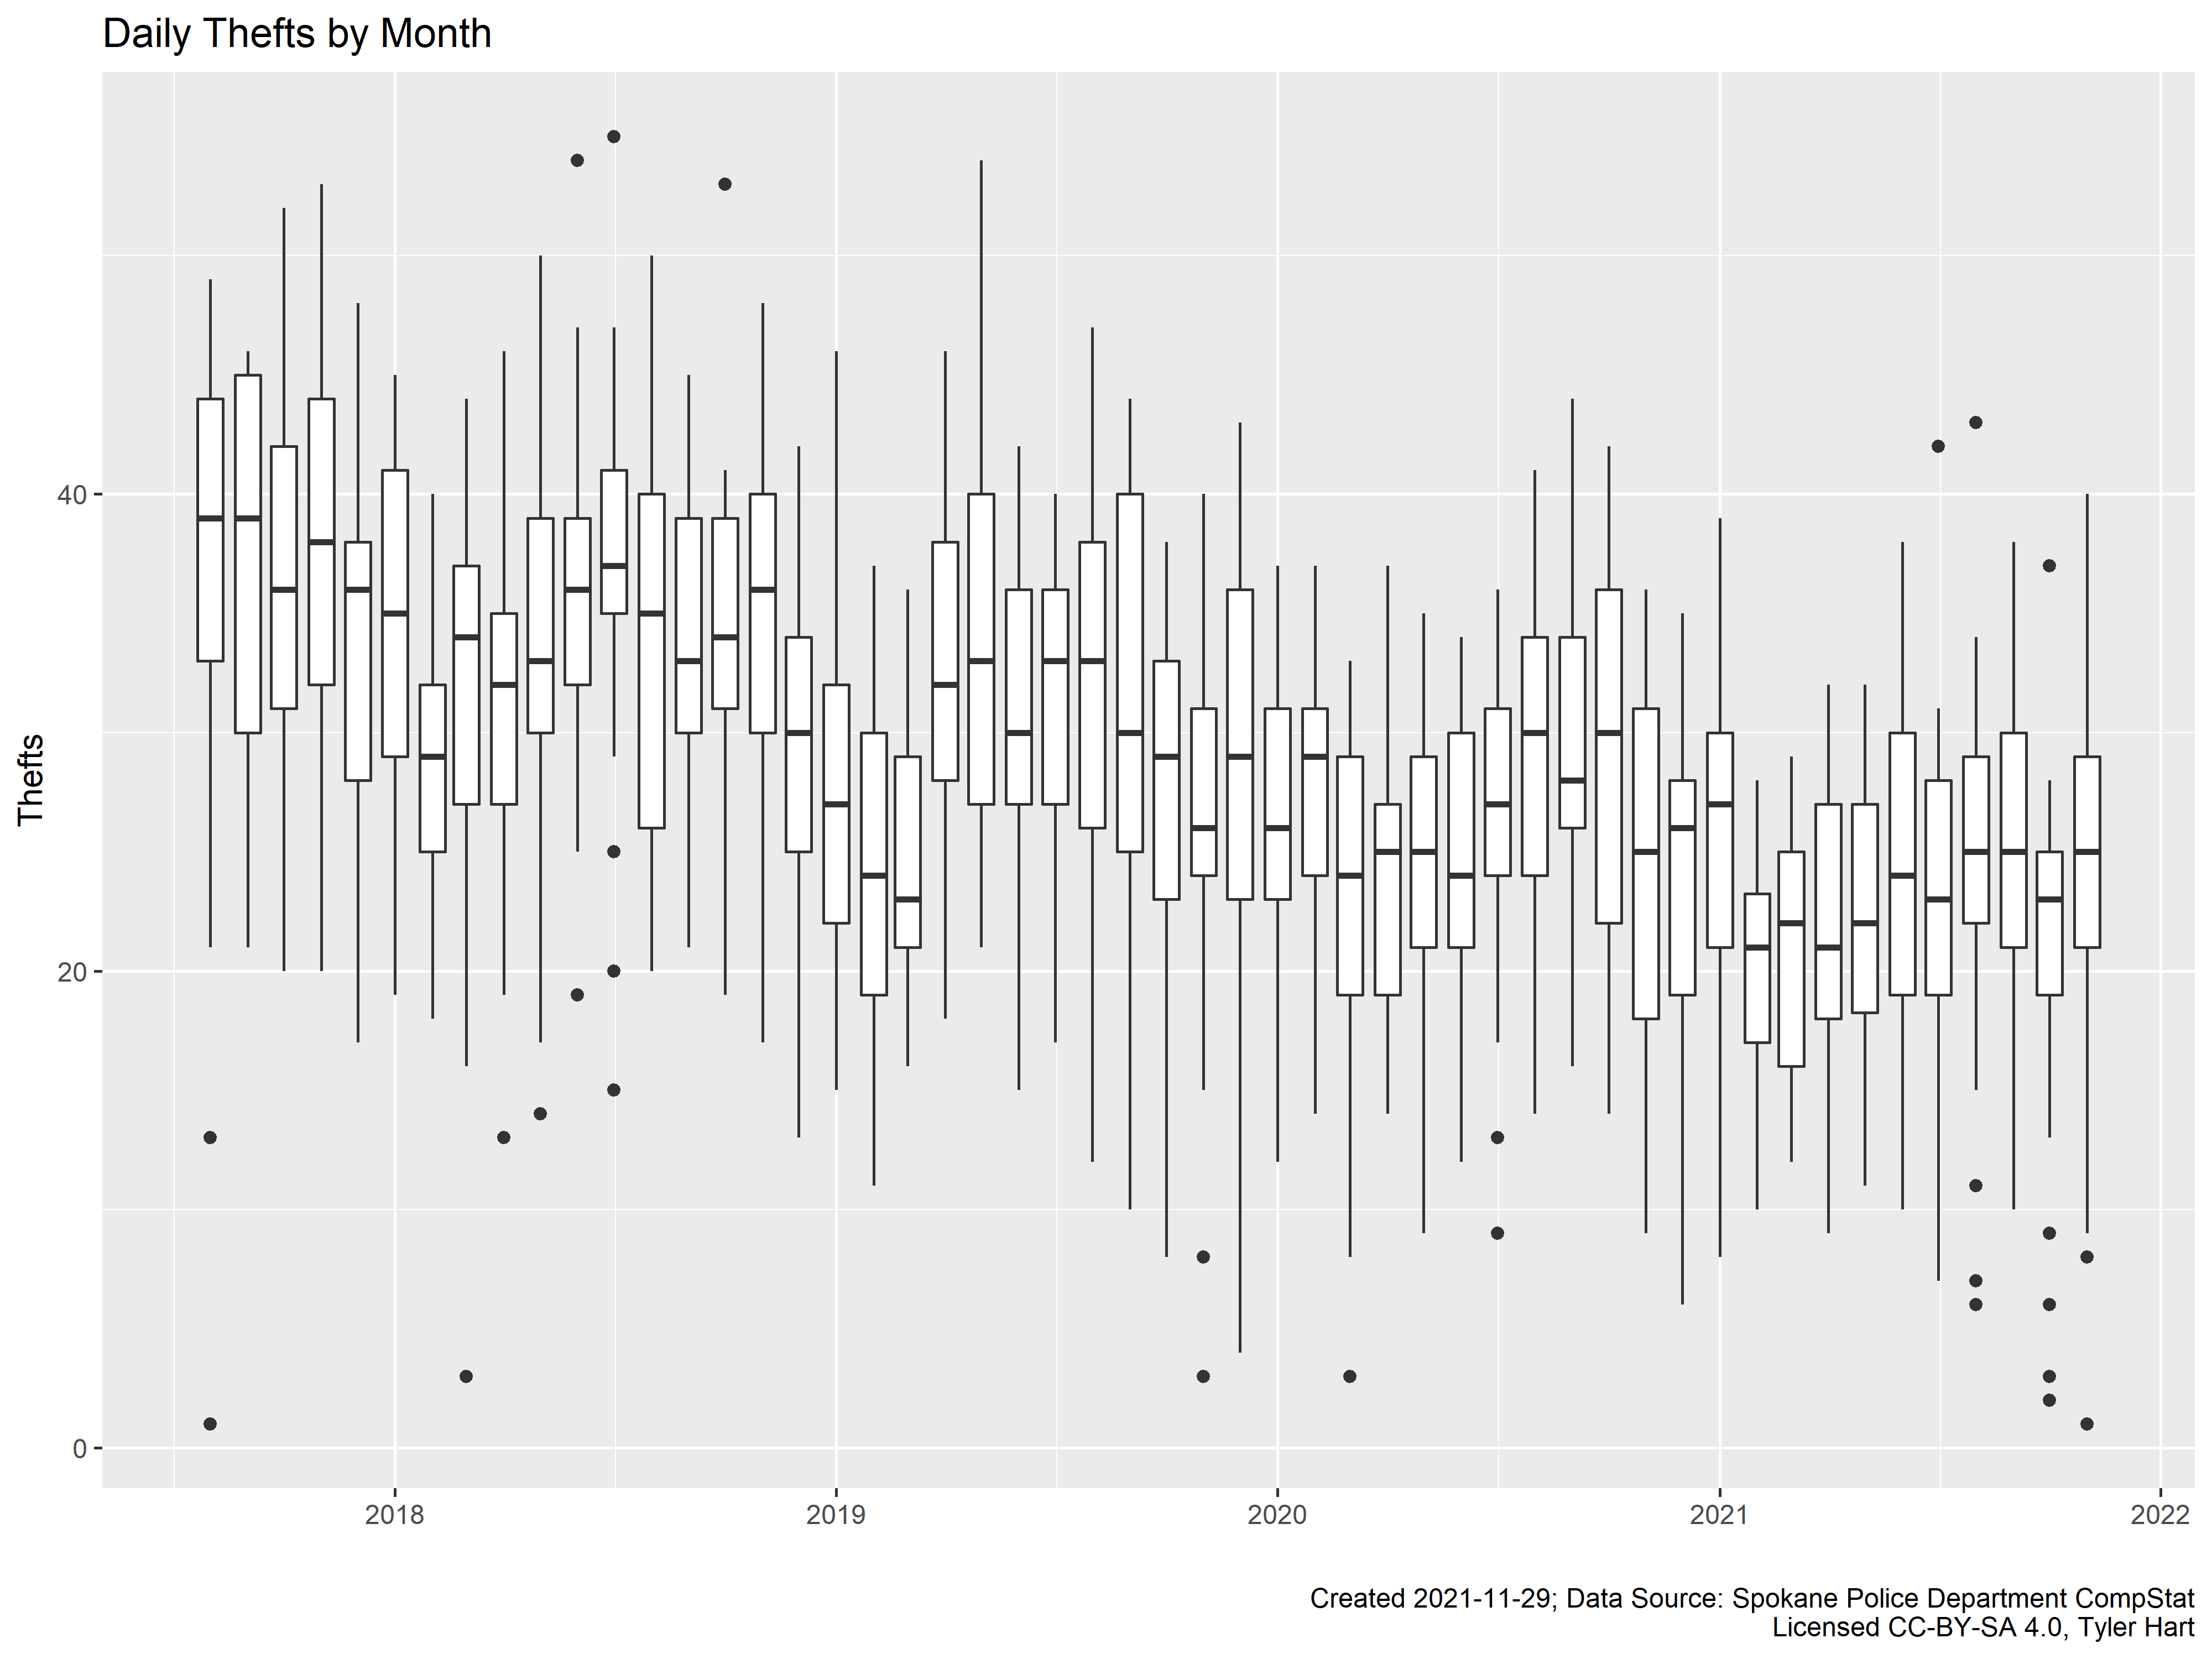 Daily Thefts by Month
Thefts
40
20
0
2018 2019 2020 2021 2022
Created 2021-11-29; Data Source: Spokane Police Department CompStat
Licensed CC-BY-SA 4.0, Tyler Hart